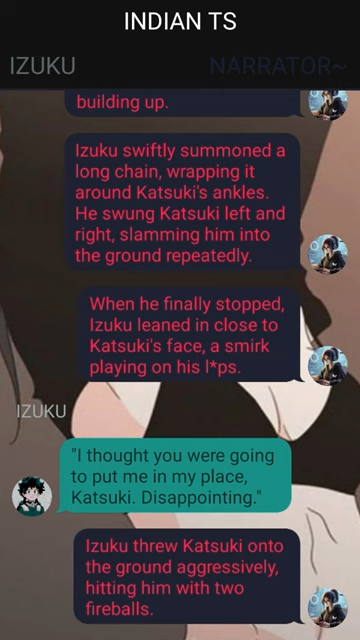 INDIAN TS
IZUKU
NARRATOR~
building up.
Izuku swiftly summoned a
long chain, wrapping it
around Katsuki's ankles.
He swung Katsuki left and
right, slamming him into
the ground repeatedly.
When he finally stopped,
Izuku leaned in close to
Katsuki's face, a smirk
playing on his l*ps.
IZUKU
"I thought you were going
to put me in my place,
Katsuki. Disappointing."
Izuku threw Katsuki onto
the ground aggressively,
hitting him with two
fireballs.